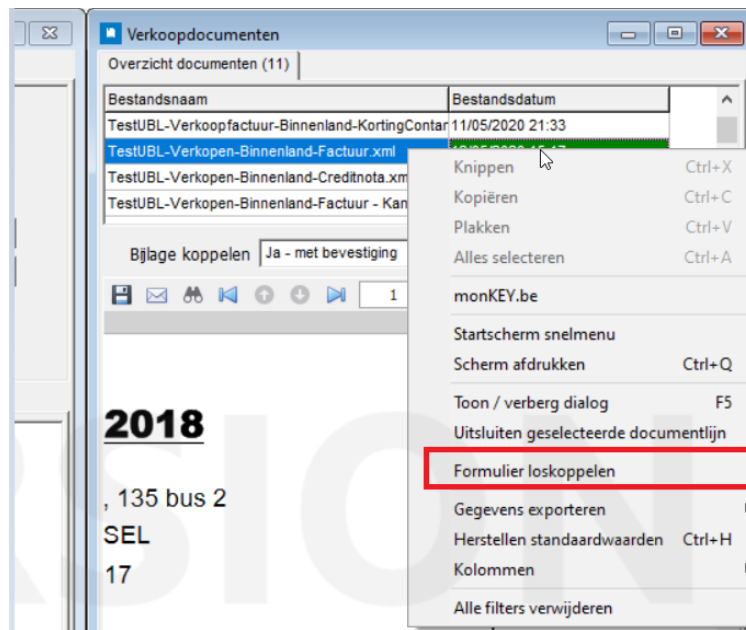 Verkoopdocumenten
Overzicht documenten (11)
Bestandsnaam Bestandsdatum
TestUBL-Verkoopfactuur-Binnenland-KortingContar 11/05/2020 21:33
TestUBL-Verkopen-Binnenland-Factuur.xml
TestUBL-Verkopen-Binnenland-Creditnota.xm
TestUBL-Verkopen-Binnenland-Factuur - Kan
Bijlage koppelen Ja - met bevestiging
1
2018
, 135 bus 2
SEL
17
Knippen Ctrl+X
Kopiëren Ctrl+C
Plakken Ctrl+V
Alles selecteren Ctrl+A
monKEY.be
Startscherm snelmenu
Scherm afdrukken Ctrl+Q
Toon / verberg dialog F5
Uitsluiten geselecteerde documentlijn
Formulier loskoppelen
Gegevens exporteren
Herstellen standaardwaarden Ctrl+H
Kolommen
Alle filters verwijderen
RSION